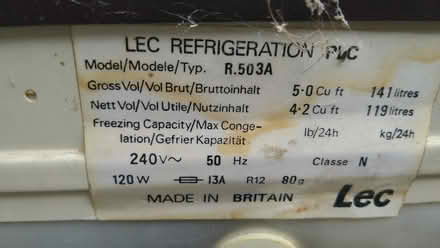 LEC REFRIGERATION PLC
Model/Modele/Typ. R.503A
Gross Vol/Vol Brut/Bruttoinhalt 5·0 Cu ft 141 litres
Nett Vol/Vol Utile/Nutzinhalt 4·2 Cu ft 119 litres
Freezing Capacity/Max Conge- lb/24h kg/24h
lation/Gefrier Kapazität
240 V~ 50 Hz Classe N
120 W 13A R12 80g
MADE IN BRITAIN Lec